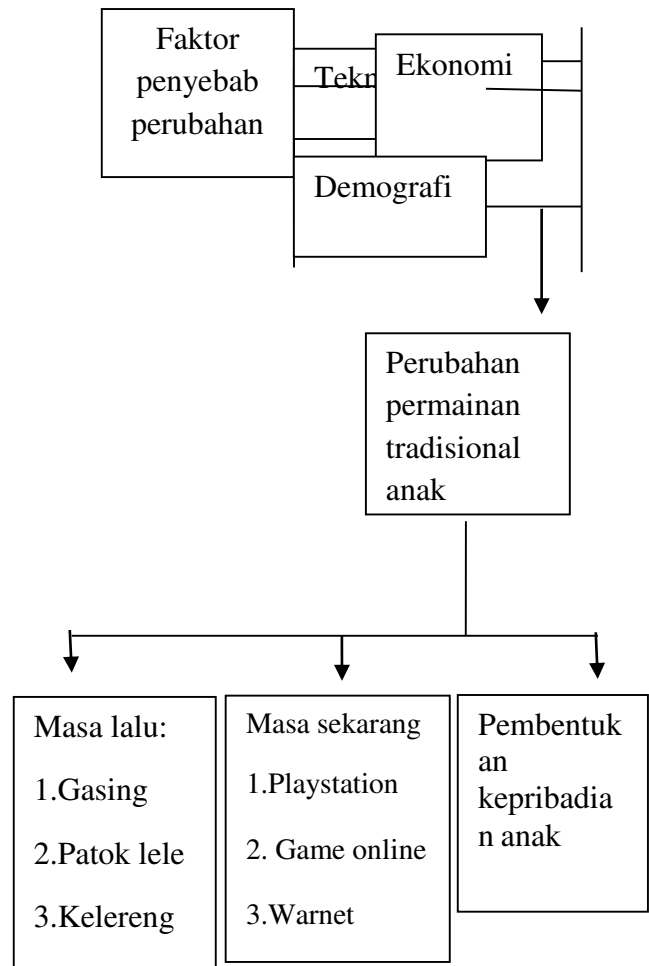 Faktor
penyebab
perubahan
Ekonomi
Demografi
Perubahan
permainan
tradisional
anak
Masa lalu:
1.Gasing
2.Patok lele
3.Kelereng
Masa sekarang
1.Playstation
2. Game online
3.Warnet
Pembentuk
an
kepribadia
n anak